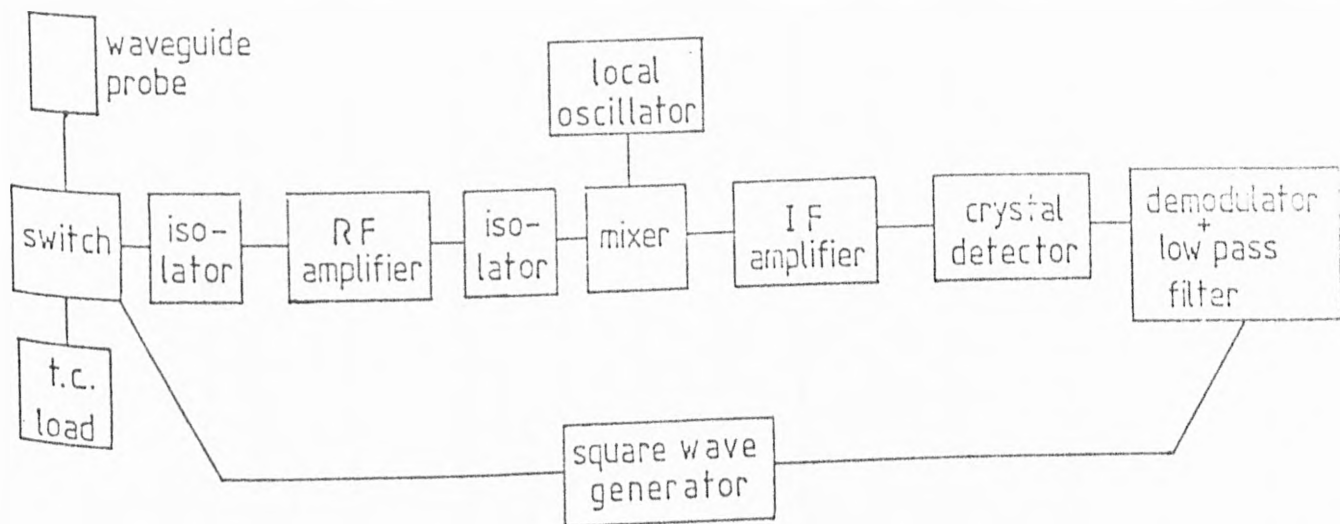 waveguide
probe
local
oscillator
switch
iso-
lator
RF
amplifier
iso-
lator
mixer
IF
amplifier
crystal
detector
demodulator
+
low pass
filter
t.c.
load
square wave
generator